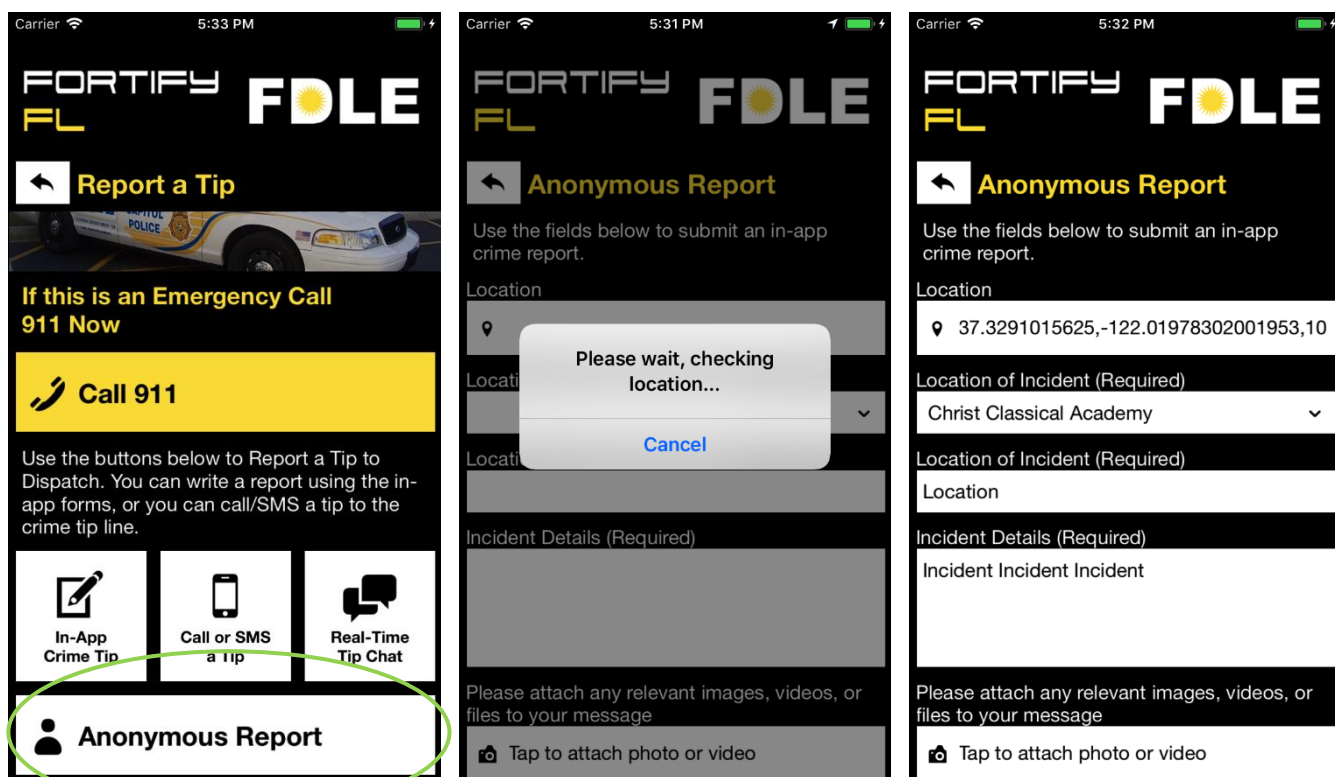 Carrier 5:33 PM
FORTIFY
FL
FDLE
Report a Tip
CAPITOL
POLICE
If this is an Emergency Call
911 Now
Call 911
Use the buttons below to Report a Tip to
Dispatch. You can write a report using the in-
app forms, or you can call/SMS a tip to the
crime tip line.
In-App
Crime Tip
Call or SMS
a Tip
Real-Time
Tip Chat
Anonymous Report
Carrier 5:31 PM
FORTIFY
FL
FDLE
Anonymous Report
Use the fields below to submit an in-app
crime report.
Location
Please wait, checking
location...
Cancel
Locati
Locati
Incident Details (Required)
Please attach any relevant images, videos, or
files to your message
Tap to attach photo or video
Carrier 5:32 PM
FORTIFY
FL
FDLE
Anonymous Report
Use the fields below to submit an in-app
crime report.
Location
37.3291015625,-122.01978302001953,10
Location of Incident (Required)
Christ Classical Academy
Location of Incident (Required)
Location
Incident Details (Required)
Incident Incident Incident
Please attach any relevant images, videos, or
files to your message
Tap to attach photo or video